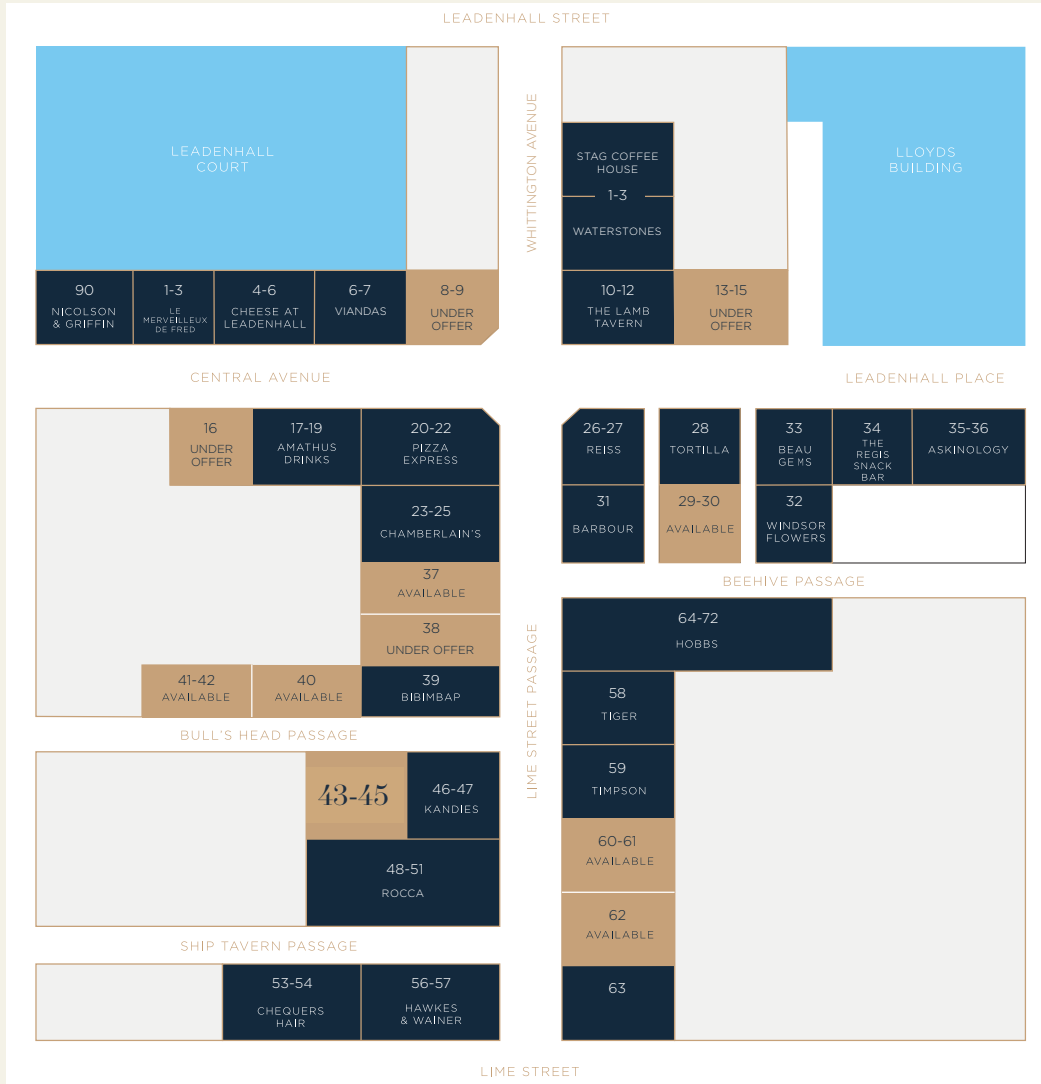 LEADENHALL STREET
LEADENHALL
COURT
WHITTINGTON AVENUE
STAG COFFEE
HOUSE
1-3
WATERSTONES
LLOYDS
BUILDING
90
NICOLSON
& GRIFFIN
1-3
LE
MERVEILLEUX
DE FRED
4-6
CHEESE AT
LEADENHALL
6-7
VIANDAS
8-9
UNDER
OFFER
10-12
THE LAMB
TAVERN
13-15
UNDER
OFFER
CENTRAL AVENUE
LEADENHALL PLACE
16
UNDER
OFFER
17-19
AMATHUS
DRINKS
20-22
PIZZA
EXPRESS
26-27
REISS
28
TORTILLA
33
BEAU
GEMS
34
THE
REGIS
SNACK
BAR
35-36
ASKINOLOGY
23-25
CHAMBERLAIN'S
31
BARBOUR
29-30
AVAILABLE
32
WINDSOR
FLOWERS
37
AVAILABLE
BEEHIVE PASSAGE
38
UNDER OFFER
LIME STREET PASSAGE
64-72
HOBBS
41-42
AVAILABLE
40
AVAILABLE
39
BIBIMBAP
58
TIGER
BULL'S HEAD PASSAGE
43-45
46-47
KANDIES
59
TIMPSON
48-51
ROCCA
60-61
AVAILABLE
62
AVAILABLE
SHIP TAVERN PASSAGE
53-54
CHEQUERS
HAIR
56-57
HAWKES
& WAINER
63
LIME STREET